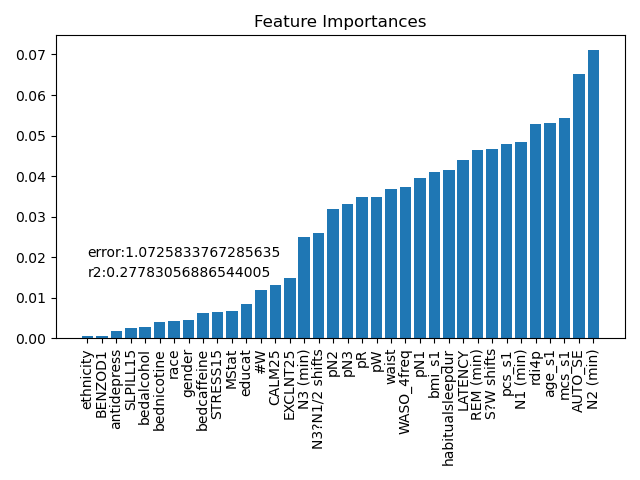 Feature Importances
0.07
0.06
0.05
0.04
0.03
0.02
0.01
0.00
error:1.0725833767285635
r2:0.27783056886544005
ethnicity
BENZOD1
antidepress
SLPILL15
bedalcohol
bednicotine
race
gender
bedcaffeine
STRESS15
MStat
educat
#W
CALM25
EXCLNT25
N3 (min)
N3?N1/2 shifts
pN2
pN3
pR
pW
waist
WASO_4freq
pN1
bmi_s1
habitualsleepdur
LATENCY
REM (min)
S?W shifts
pcs_s1
N1 (min)
rdi4p
age_s1
mcs_s1
AUTO_SE
N2 (min)